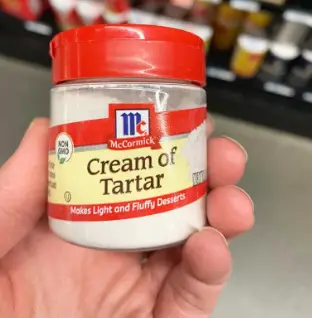 Mc
McCormick
NON
GMO
Cream of
Tartar
Makes Light and Fluffy Desserts